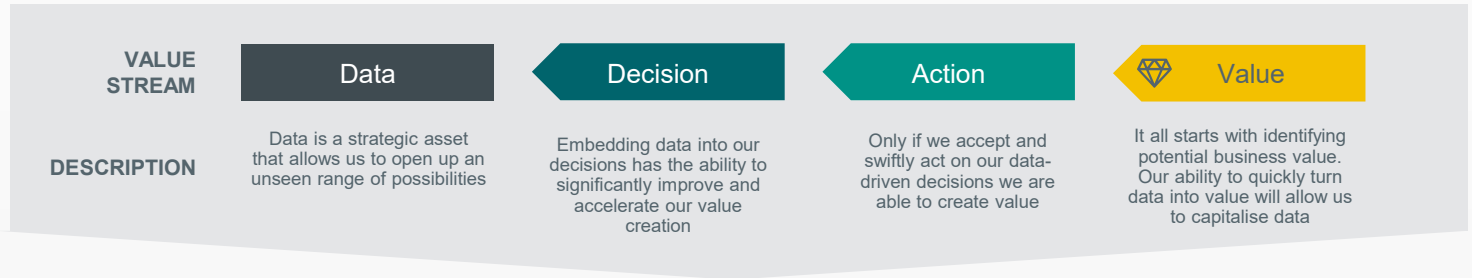 VALUE
STREAM
Data
Decision
Action
Value
DESCRIPTION
Data is a strategic asset
that allows us to open up an
unseen range of possibilities
Embedding data into our
decisions has the ability to
significantly improve and
accelerate our value
creation
Only if we accept and
swiftly act on our data-
driven decisions we are
able to create value
It all starts with identifying
potential business value.
Our ability to quickly turn
data into value will allow us
to capitalise data